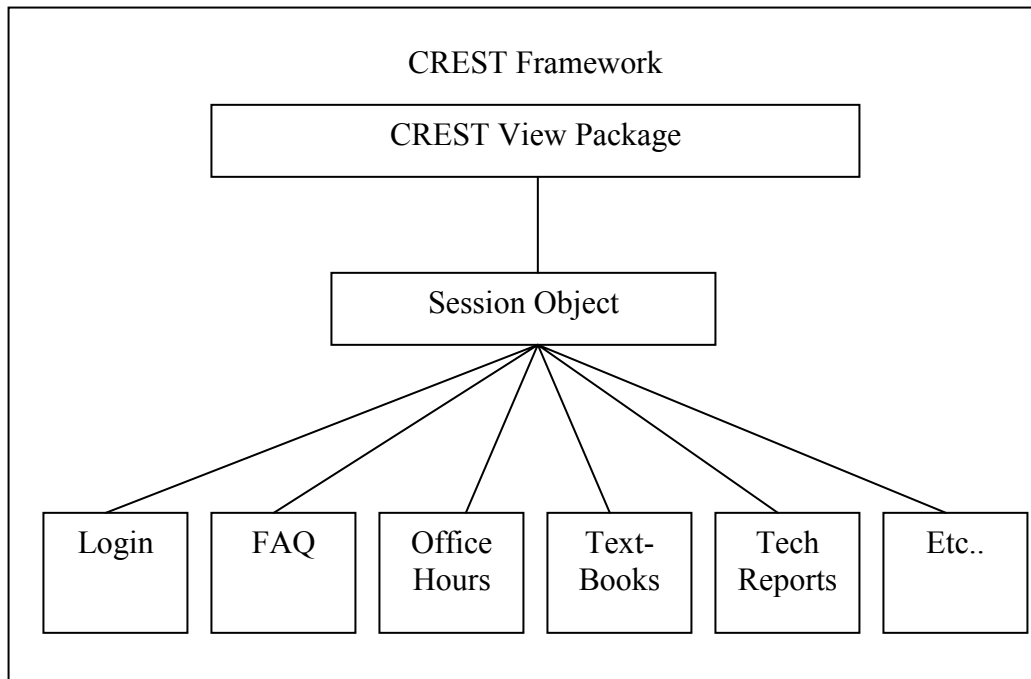 CREST Framework
CREST View Package
Session Object
Login
FAQ
Office
Hours
Text-
Books
Tech
Reports
Etc..